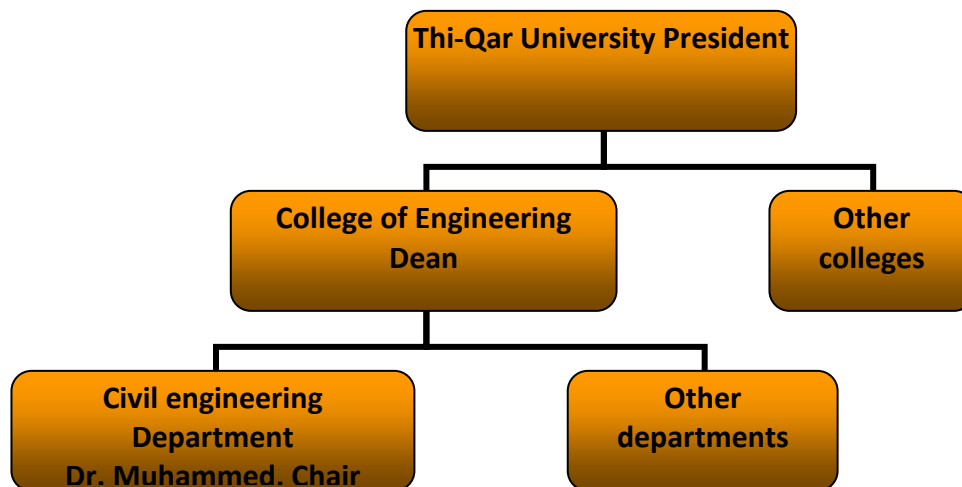 Thi-Qar University President
College of Engineering
Dean
Other
colleges
Civil engineering
Department
Dr. Muhammed. Chair
Other
departments